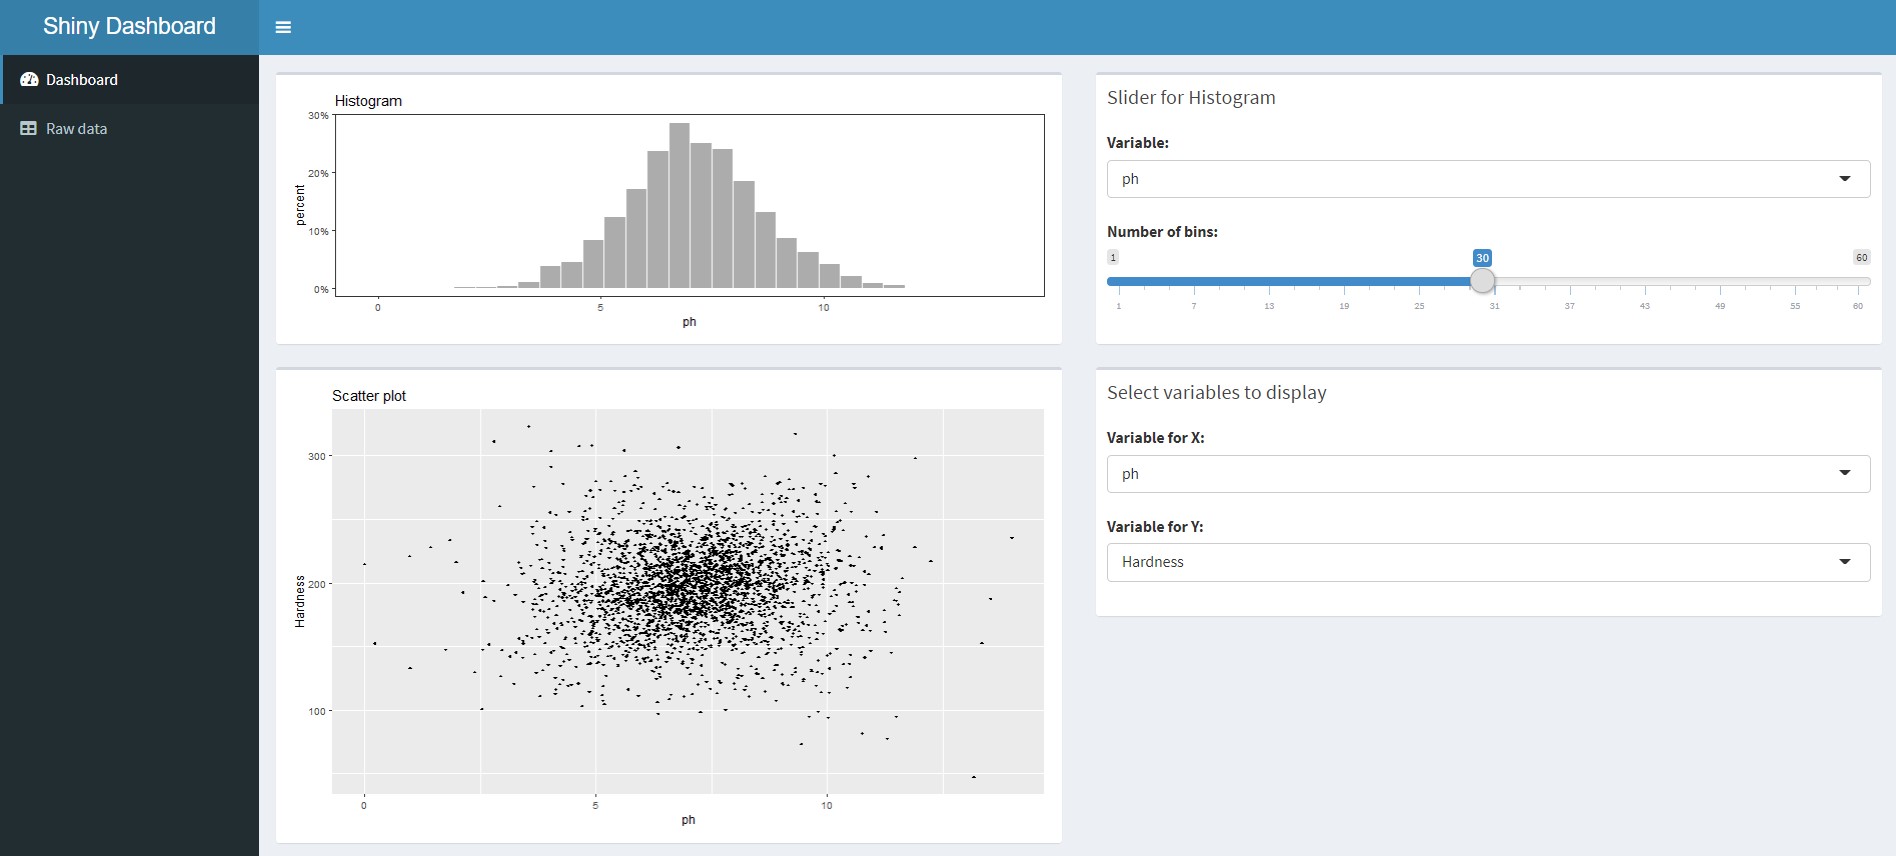 Shiny Dashboard
Dashboard
Raw data
Histogram
30%
20%
10%
0%
percent
0 5 10
ph
Slider for Histogram
Variable:
ph
Number of bins:
1 30 60
1 7 13 19 25 31 37 43 49 55 60
Scatter plot
300
200
100
Hardness
0 5 10
ph
Select variables to display
Variable for X:
ph
Variable for Y:
Hardness